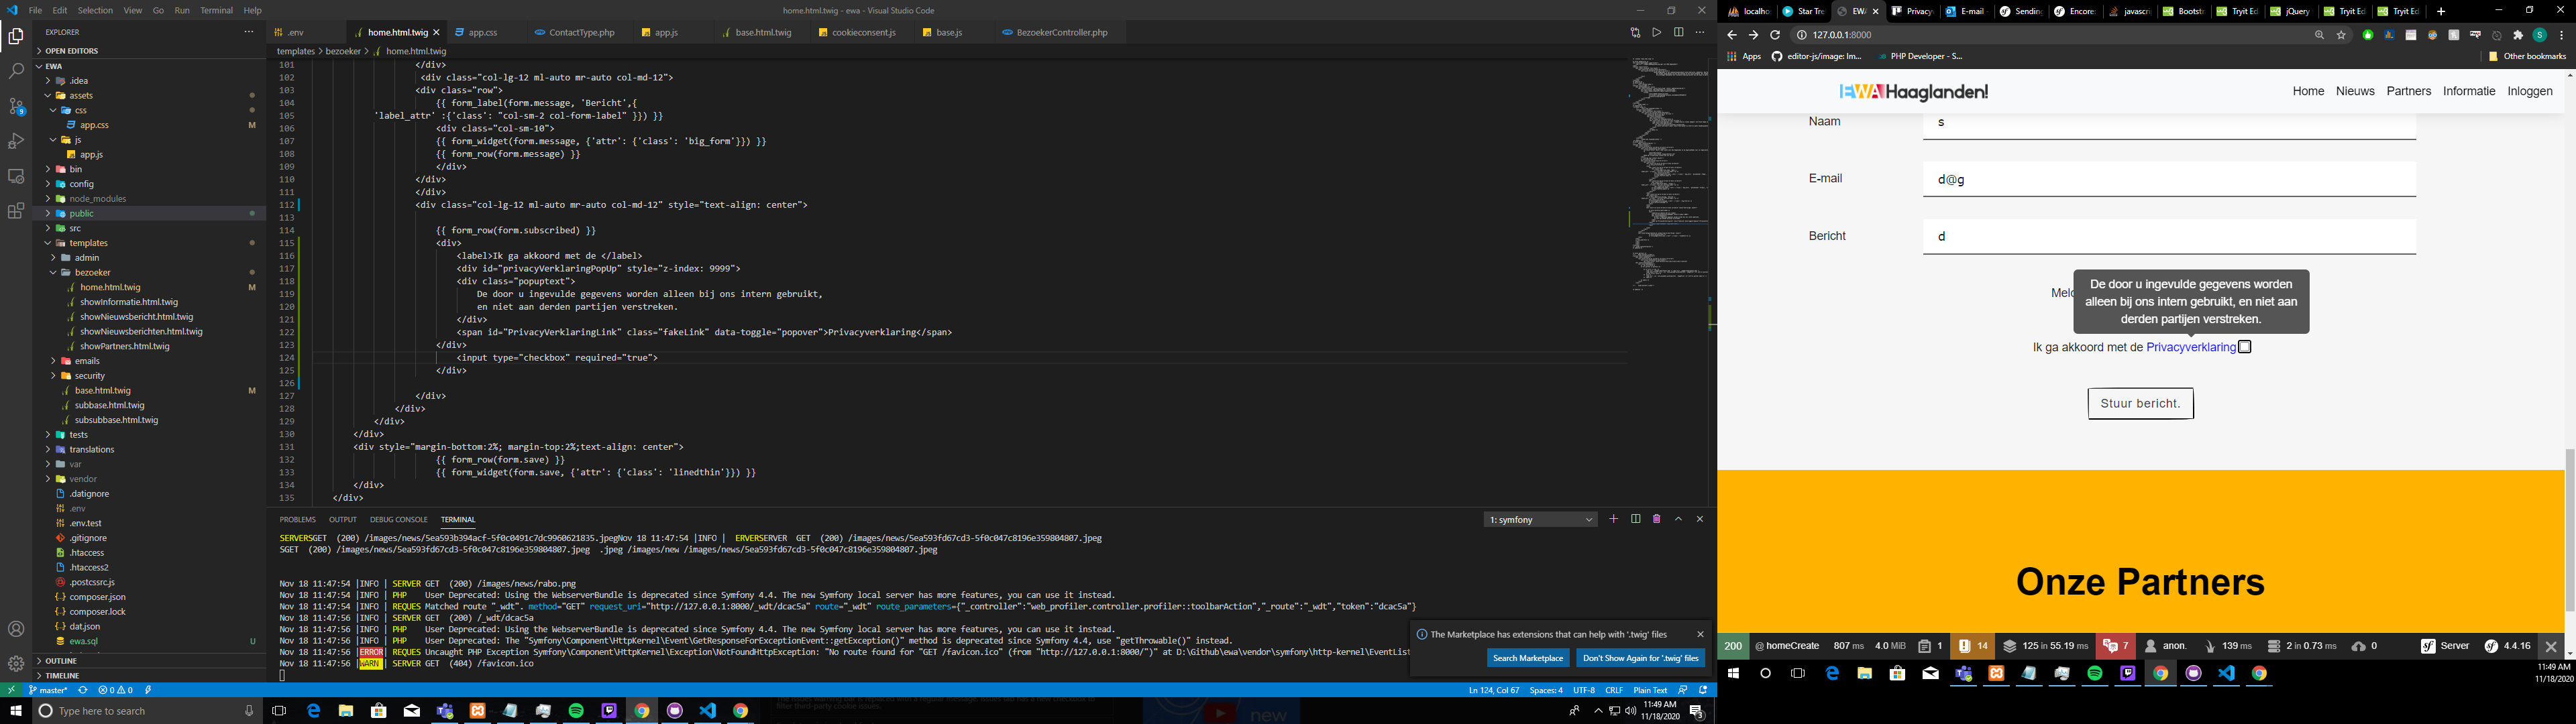 File Edit Selection View Go Run Terminal Help
home.html.twig - ewa - Visual Studio Code
EXPLORER
OPEN EDITORS
EWA
.idea
assets
css
app.css M
js
app.js
bin
config
node_modules
public
src
templates
admin
bezoeker
home.html.twig M
showInformatie.html.twig
showNieuwsbericht.html.twig
showNieuwsberichten.html.twig
showPartners.html.twig
emails
security
base.html.twig M
subbase.html.twig
subsubbase.html.twig
tests
translations
var
vendor
.datignore
.env
.env.test
.gitignore
.htaccess
.htaccess2
.postcssrc.js
composer.json
composer.lock
dat.json
ewa.sql U
OUTLINE
TIMELINE
.env home.html.twig app.css ContactType.php app.js base.html.twig cookieconsent.js base.js BezoekerController.php
templates > bezoeker > home.html.twig
101 </div>
102 <div class="col-lg-12 ml-auto mr-auto col-md-12">
103 <div class="row">
104 {{ form_label(form.message, 'Bericht',{
105 'label_attr' :{'class': "col-sm-2 col-form-label" }}) }}
106 <div class="col-sm-10">
107 {{ form_widget(form.message, {'attr': {'class': 'big_form'}}) }}
108 {{ form_row(form.message) }}
109 </div>
110 </div>
111 </div>
112 <div class="col-lg-12 ml-auto mr-auto col-md-12" style="text-align: center">
113
114 {{ form_row(form.subscribed) }}
115 <div>
116 <label>Ik ga akkoord met de </label>
117 <div id="privacyVerklaringPopUp" style="z-index: 9999">
118 <div class="popuptext">
119 De door u ingevulde gegevens worden alleen bij ons intern gebruikt,
120 en niet aan derden partijen verstreken.
121 </div>
122 <span id="PrivacyVerklaringLink" class="fakeLink" data-toggle="popover">Privacyverklaring</span>
123 </div>
124 <input type="checkbox" required="true">
125 </div>
126
127 </div>
128 </div>
129 </div>
130 </div>
131 <div style="margin-bottom:2%; margin-top:2%;text-align: center">
132 {{ form_row(form.save) }}
133 {{ form_widget(form.save, {'attr': {'class': 'linedthin'}}) }}
134 </div>
135 </div>
PROBLEMS OUTPUT DEBUG CONSOLE TERMINAL
1: symfony
SERVERSGET (200) /images/news/5ea593b394acf-5f0c0491c7dc9960621835.jpegNov 18 11:47:54 |INFO | ERVERSERVER GET (200) /images/news/5ea593fd67cd3-5f0c047c8196e359804807.jpeg
SGET (200) /images/news/5ea593fd67cd3-5f0c047c8196e359804807.jpeg .jpeg /images/new /images/news/5ea593fd67cd3-5f0c047c8196e359804807.jpeg
Nov 18 11:47:54 |INFO | SERVER GET (200) /images/news/rabo.png
Nov 18 11:47:54 |INFO | PHP User Deprecated: Using the WebserverBundle is deprecated since Symfony 4.4. The new Symfony local server has more features, you can use it instead.
Nov 18 11:47:54 |INFO | REQUES Matched route "_wdt". method="GET" request_uri="http://127.0.0.1:8000/_wdt/dcac5a" route="_wdt" route_parameters={"_controller":"web_profiler.controller.profiler::toolbarAction","_route":"_wdt","token":"dcac5a"}
Nov 18 11:47:56 |INFO | SERVER GET (200) /_wdt/dcac5a
Nov 18 11:47:56 |INFO | PHP User Deprecated: Using the WebserverBundle is deprecated since Symfony 4.4. The new Symfony local server has more features, you can use it instead.
Nov 18 11:47:56 |INFO | PHP User Deprecated: The "Symfony\Component\HttpKernel\Event\GetResponseForExceptionEvent::getException()" method is deprecated since Symfony 4.4, use "getThrowable()" instead.
Nov 18 11:47:56 |ERROR| REQUES Uncaught PHP Exception Symfony\Component\HttpKernel\Exception\NotFoundHttpException: "No route found for "GET /favicon.ico" (from "http://127.0.0.1:8000/")" at D:\Github\ewa\vendor\symfony\http-kernel\EventList
Nov 18 11:47:56 |WARN | SERVER GET (404) /favicon.ico
The Marketplace has extensions that can help with '.twig' files
Search Marketplace Don't Show Again for '.twig' files
9
master* 0 0
Ln 124, Col 67 Spaces: 4 UTF-8 CRLF Plain Text
Type here to search
11:49 AM
11/18/2020
3
localho Star Tre EWA Privacy E-mail Sending Encore: javascri Bootstr Tryit Ed jQuery Tryit Ed Tryit Ed
127.0.0.1:8000
S
Apps editor-js/image: Im... PHP Developer - S... Other bookmarks
EWA Haaglanden!
Home Nieuws Partners Informatie Inloggen
Naam s
E-mail d@g
Bericht d
De door u ingevulde gegevens worden
alleen bij ons intern gebruikt, en niet aan
derden partijen verstreken.
Ik ga akkoord met de Privacyverklaring
Stuur bericht.
Onze Partners
200 @ homeCreate 807 ms 4.0 MiB 1 14 125 in 55.19 ms 7 anon. 139 ms 2 in 0.73 ms 0 Server 4.4.16
11:49 AM
11/18/2020